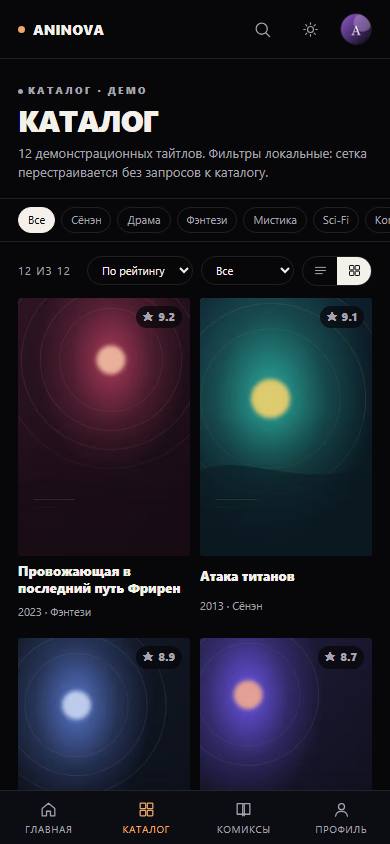 ANINOVA
A
КАТАЛОГ · ДЕМО
КАТАЛОГ
12 демонстрационных тайтлов. Фильтры локальные: сетка
перестраивается без запросов к каталогу.
Все Сёнэн Драма Фэнтези Мистика Sci-Fi
12 ИЗ 12 По рейтингу Все
9.2 9.1
Провожающая в
последний путь Фрирен
2023 · Фэнтези
Атака титанов
2013 · Сёнэн
8.9 8.7
ГЛАВНАЯ КАТАЛОГ КОМИКСЫ ПРОФИЛЬ